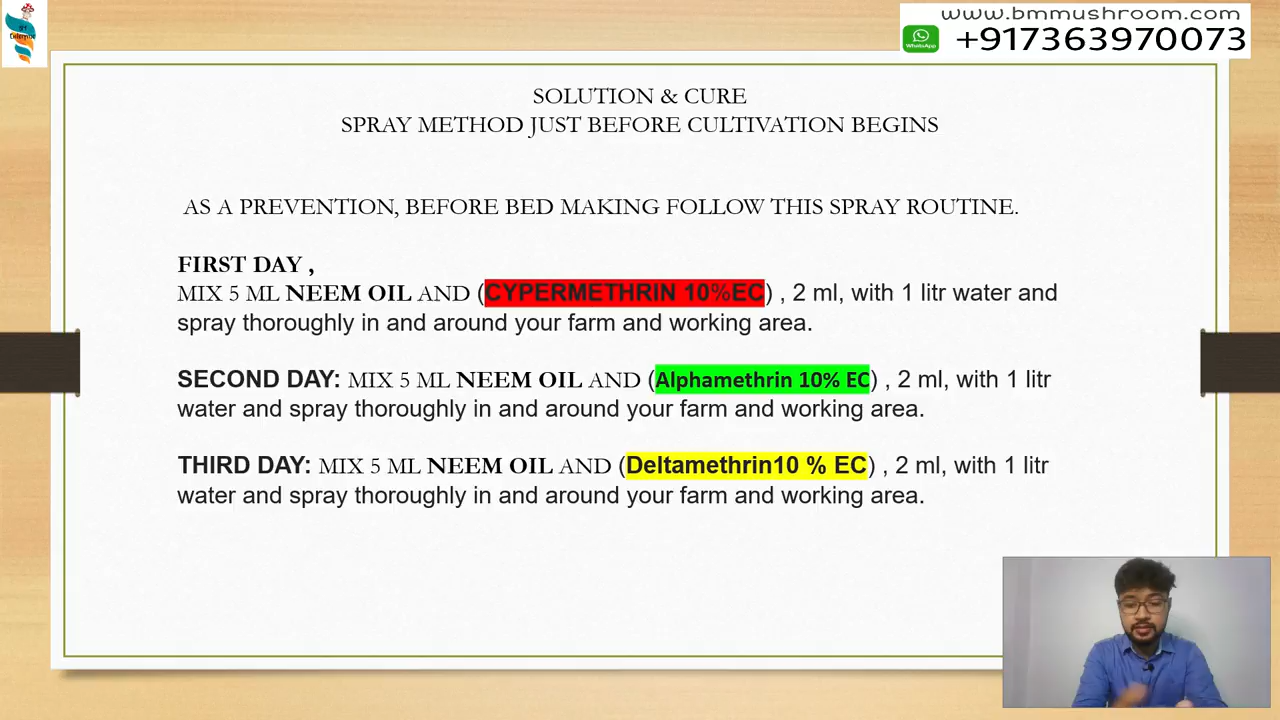 www.bmmushroom.com
WhatsApp
+917363970073
SOLUTION & CURE
SPRAY METHOD JUST BEFORE CULTIVATION BEGINS
AS A PREVENTION, BEFORE BED MAKING FOLLOW THIS SPRAY ROUTINE.
FIRST DAY ,
MIX 5 ML NEEM OIL AND (CYPERMETHRIN 10%EC) , 2 ml, with 1 litr water and
spray thoroughly in and around your farm and working area.
SECOND DAY: MIX 5 ML NEEM OIL AND (Alphamethrin 10% EC) , 2 ml, with 1 litr
water and spray thoroughly in and around your farm and working area.
THIRD DAY: MIX 5 ML NEEM OIL AND (Deltamethrin10 % EC) , 2 ml, with 1 litr
water and spray thoroughly in and around your farm and working area.